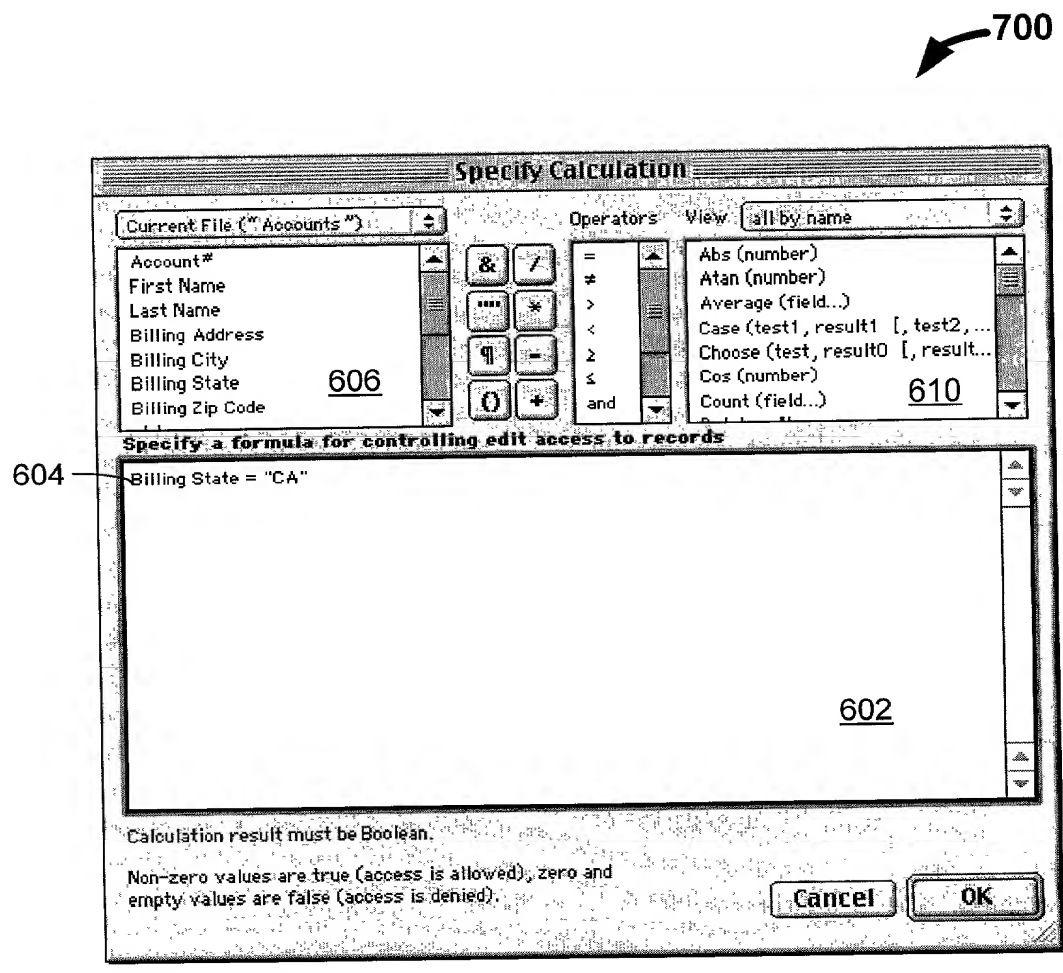 700
Specify Calculation
Current File ("Accounts")
Operators
View
all by name
Account#
First Name
Last Name
Billing Address
Billing City
Billing State
Billing Zip Code
606
& /
"" *
¶ -
() +
=
≠
>
<
≥
≤
and
Abs (number)
Atan (number)
Average (field...)
Case (test1, result1 [, test2, ...
Choose (test, result0 [, result...
Cos (number)
Count (field...)
610
Specify a formula for controlling edit access to records
604
Billing State = "CA"
602
Calculation result must be Boolean.
Non-zero values are true (access is allowed), zero and
empty values are false (access is denied).
Cancel
OK